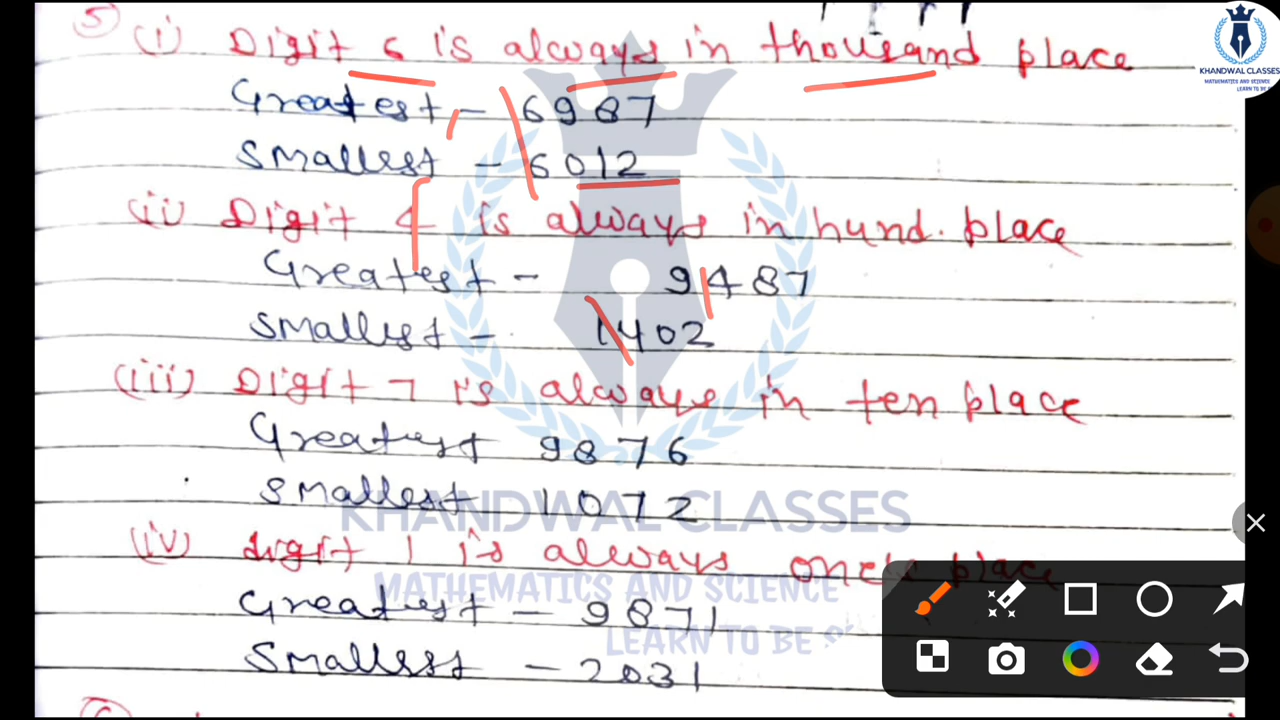 5) (i) Digit 6 is always in thousand place
Greatest - 6987
Smallest - 6012
(ii) Digit 4 is always in hund. place
Greatest - 9487
Smallest - 1402
(iii) Digit 7 is always in ten place
Greatest 9876
Smallest 1072
(iv) digit 1 is always once place
Greatest - 9871
Smallest - 2031
KHANDWAL CLASSES
MATHEMATICS AND SCIENCE
LEARN TO BE
KHANDWAL CLASSES
MATHEMATICS AND SCIENCE
LEARN TO BE